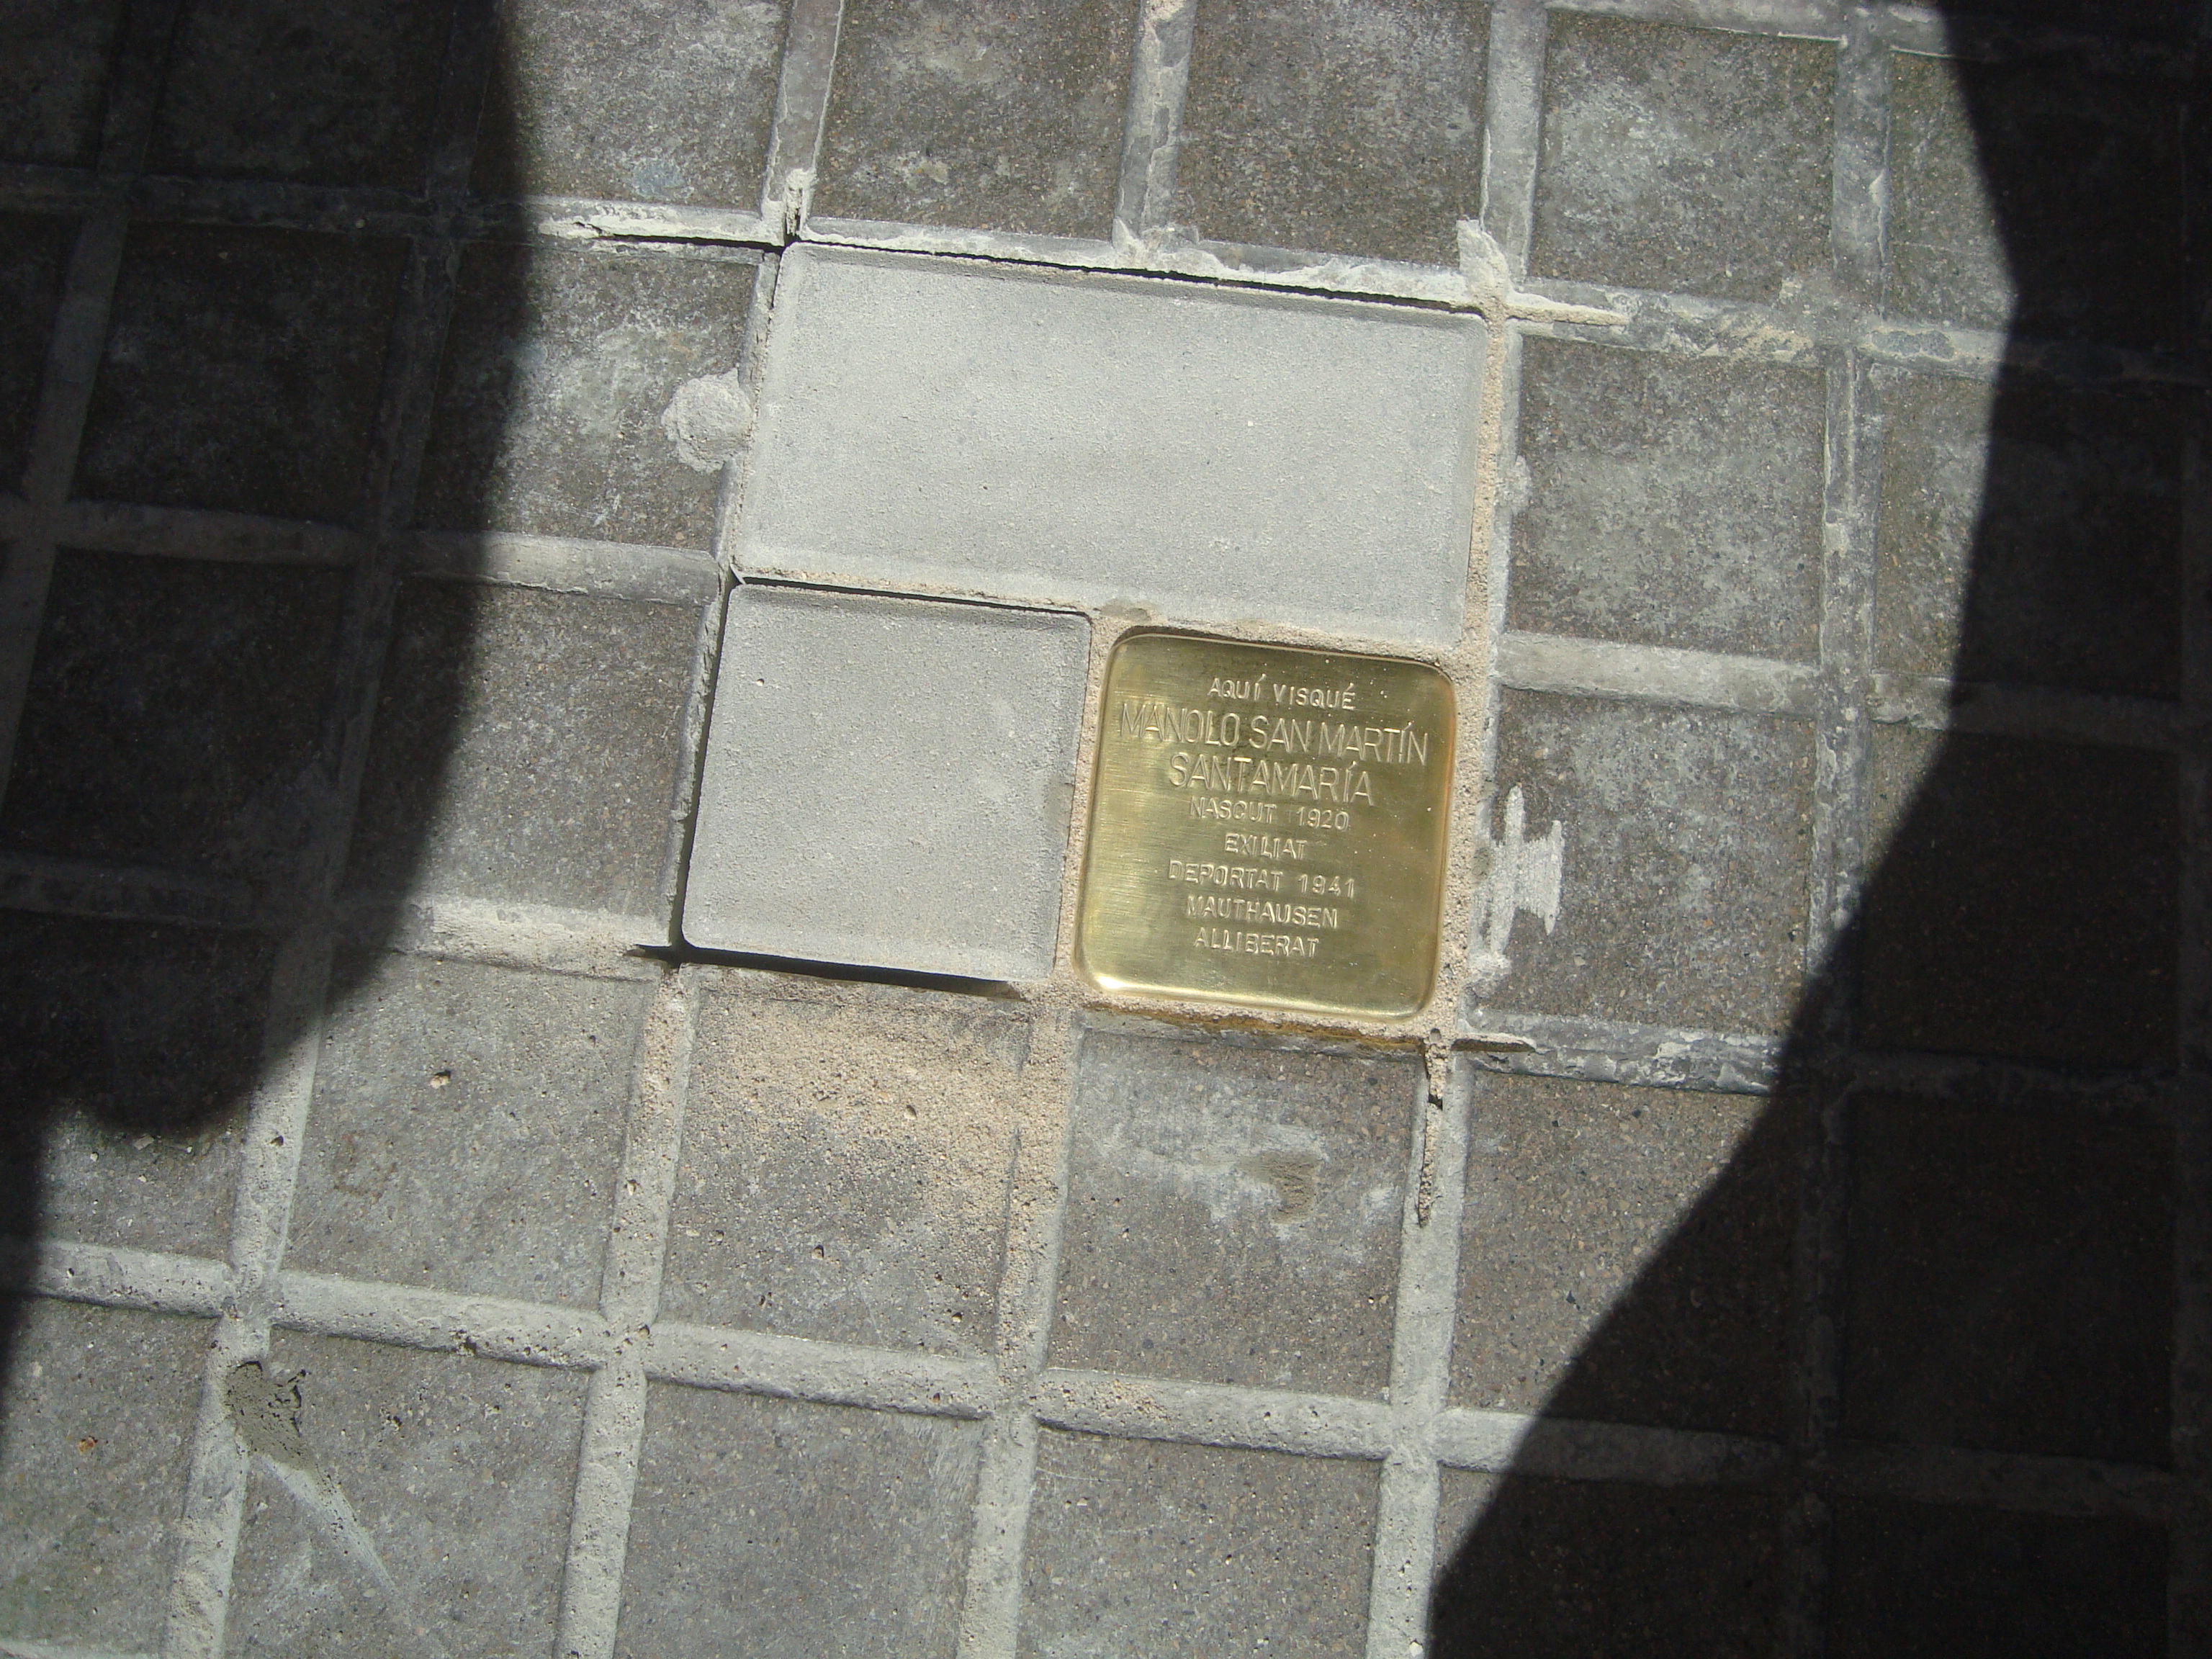 AQUÍ VISQUÉ
MANOLO SAN MARTÍN
SANTAMARÍA
NASCUT 1920
EXILIAT
DEPORTAT 1941
MAUTHAUSEN
ALLIBERAT